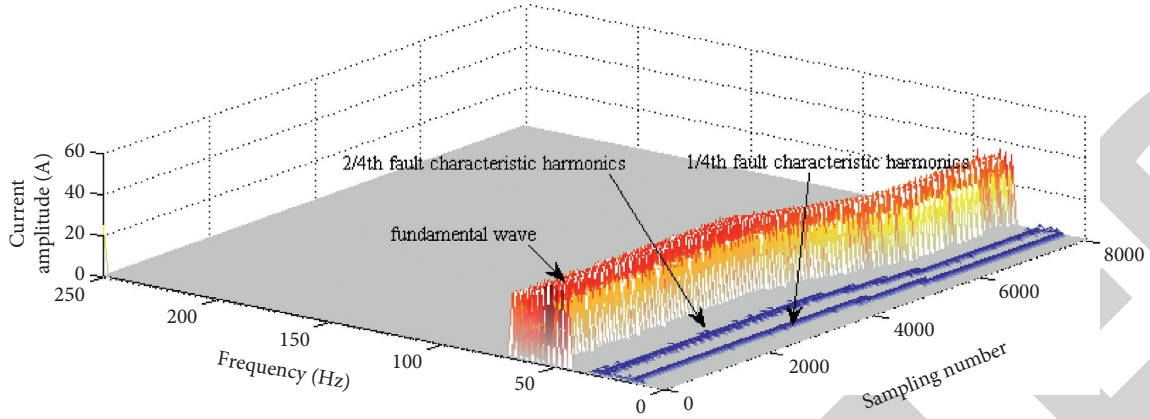 60
40
20
0
Current
amplitude (A)
2/4th fault characteristic harmonics
1/4th fault characteristic harmonics
fundamental wave
250
200
150
100
50
0
Frequency (Hz)
0
2000
4000
6000
8000
Sampling number